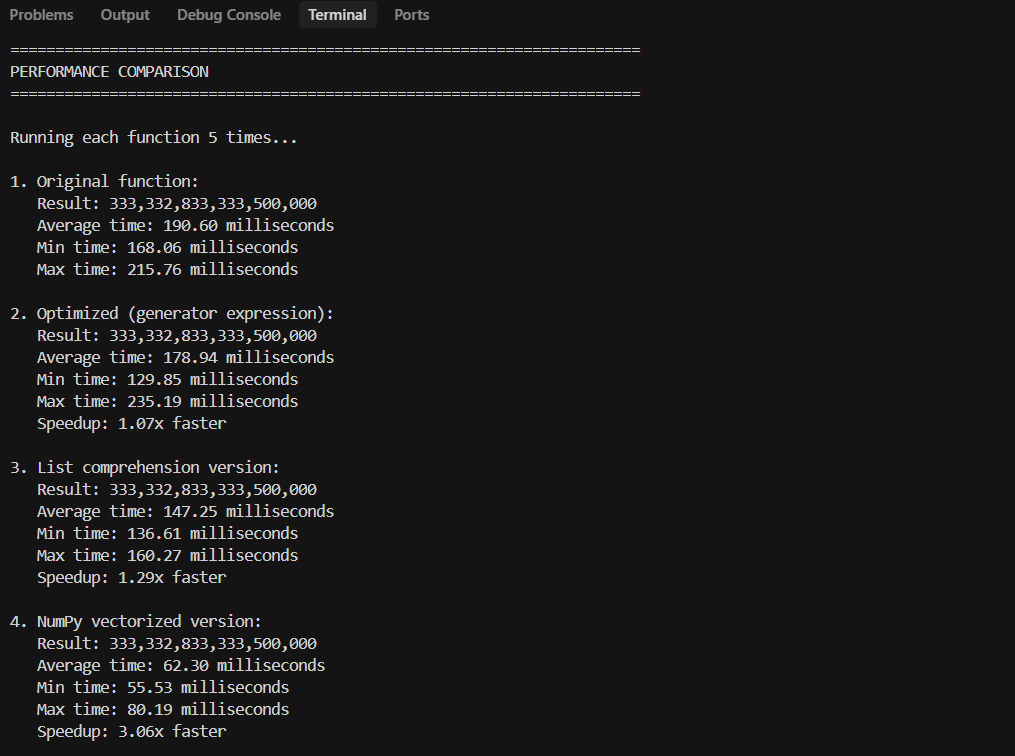 Problems Output Debug Console Terminal Ports
======================================================================
PERFORMANCE COMPARISON
======================================================================
Running each function 5 times...
1. Original function:
Result: 333,332,833,333,500,000
Average time: 190.60 milliseconds
Min time: 168.06 milliseconds
Max time: 215.76 milliseconds
2. Optimized (generator expression):
Result: 333,332,833,333,500,000
Average time: 178.94 milliseconds
Min time: 129.85 milliseconds
Max time: 235.19 milliseconds
Speedup: 1.07x faster
3. List comprehension version:
Result: 333,332,833,333,500,000
Average time: 147.25 milliseconds
Min time: 136.61 milliseconds
Max time: 160.27 milliseconds
Speedup: 1.29x faster
4. NumPy vectorized version:
Result: 333,332,833,333,500,000
Average time: 62.30 milliseconds
Min time: 55.53 milliseconds
Max time: 80.19 milliseconds
Speedup: 3.06x faster